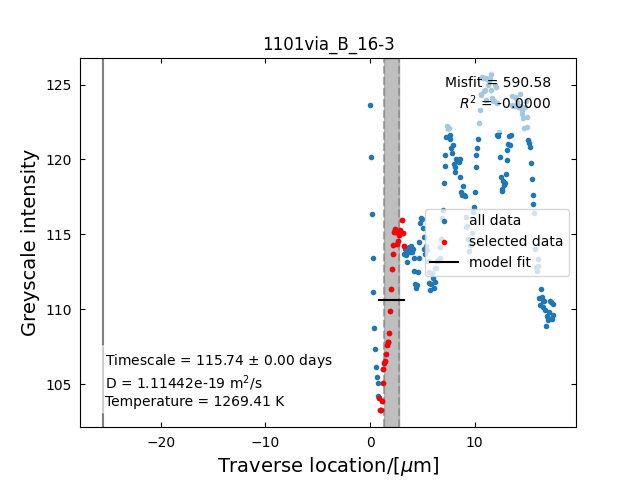 1101via_B_16-3
Misfit = 590.58
R² = -0.0000
125
120
115
110
105
Greyscale intensity
all data
selected data
model fit
Timescale = 115.74 ± 0.00 days
D = 1.11442e-19 m²/s
Temperature = 1269.41 K
−20
−10
0
10
Traverse location/[μm]